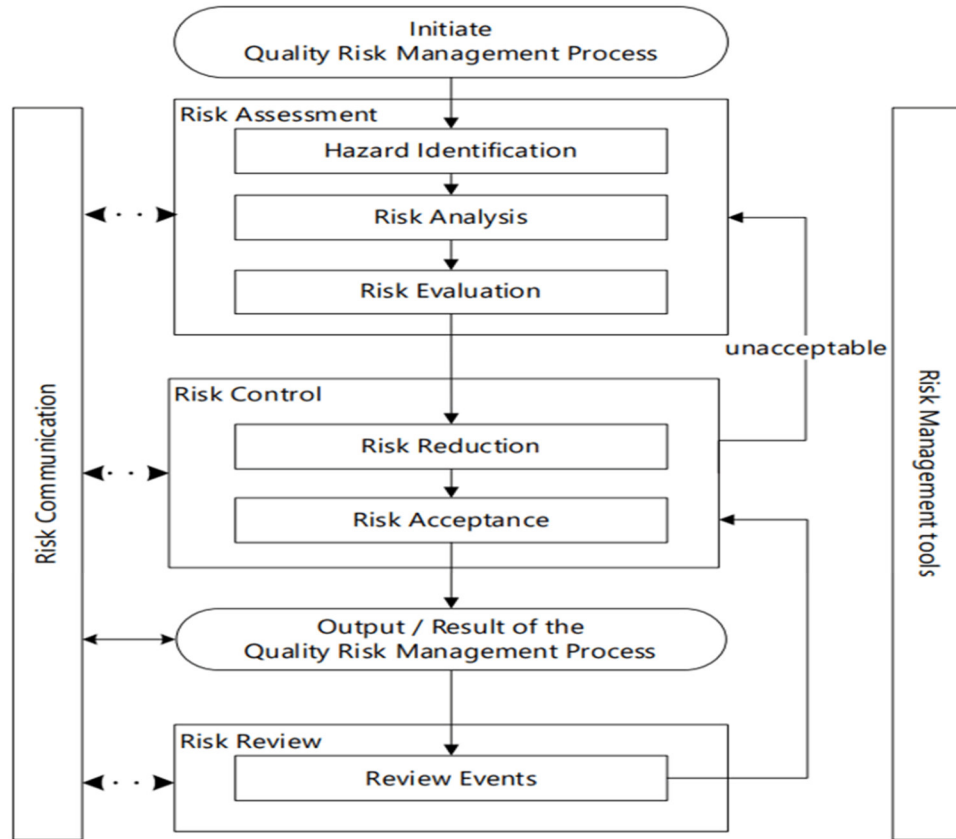 Initiate
Quality Risk Management Process
Risk Assessment
Hazard Identification
Risk Analysis
Risk Evaluation
unacceptable
Risk Control
Risk Reduction
Risk Acceptance
Output / Result of the
Quality Risk Management Process
Risk Review
Review Events
Risk Communication
Risk Management tools